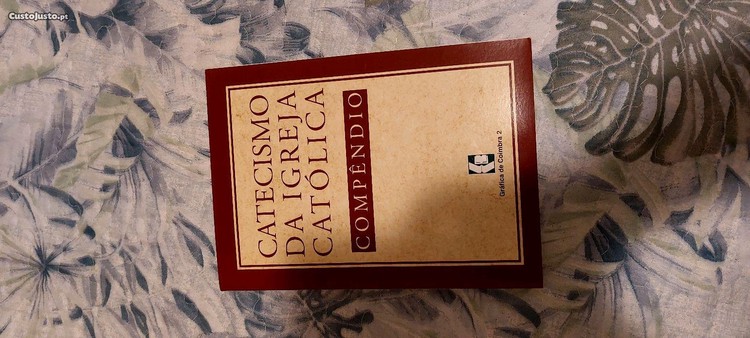 CustoJusto.pt
CATECISMO
DA IGREJA
CATÓLICA
COMPÊNDIO
Gráfica de Coimbra 2